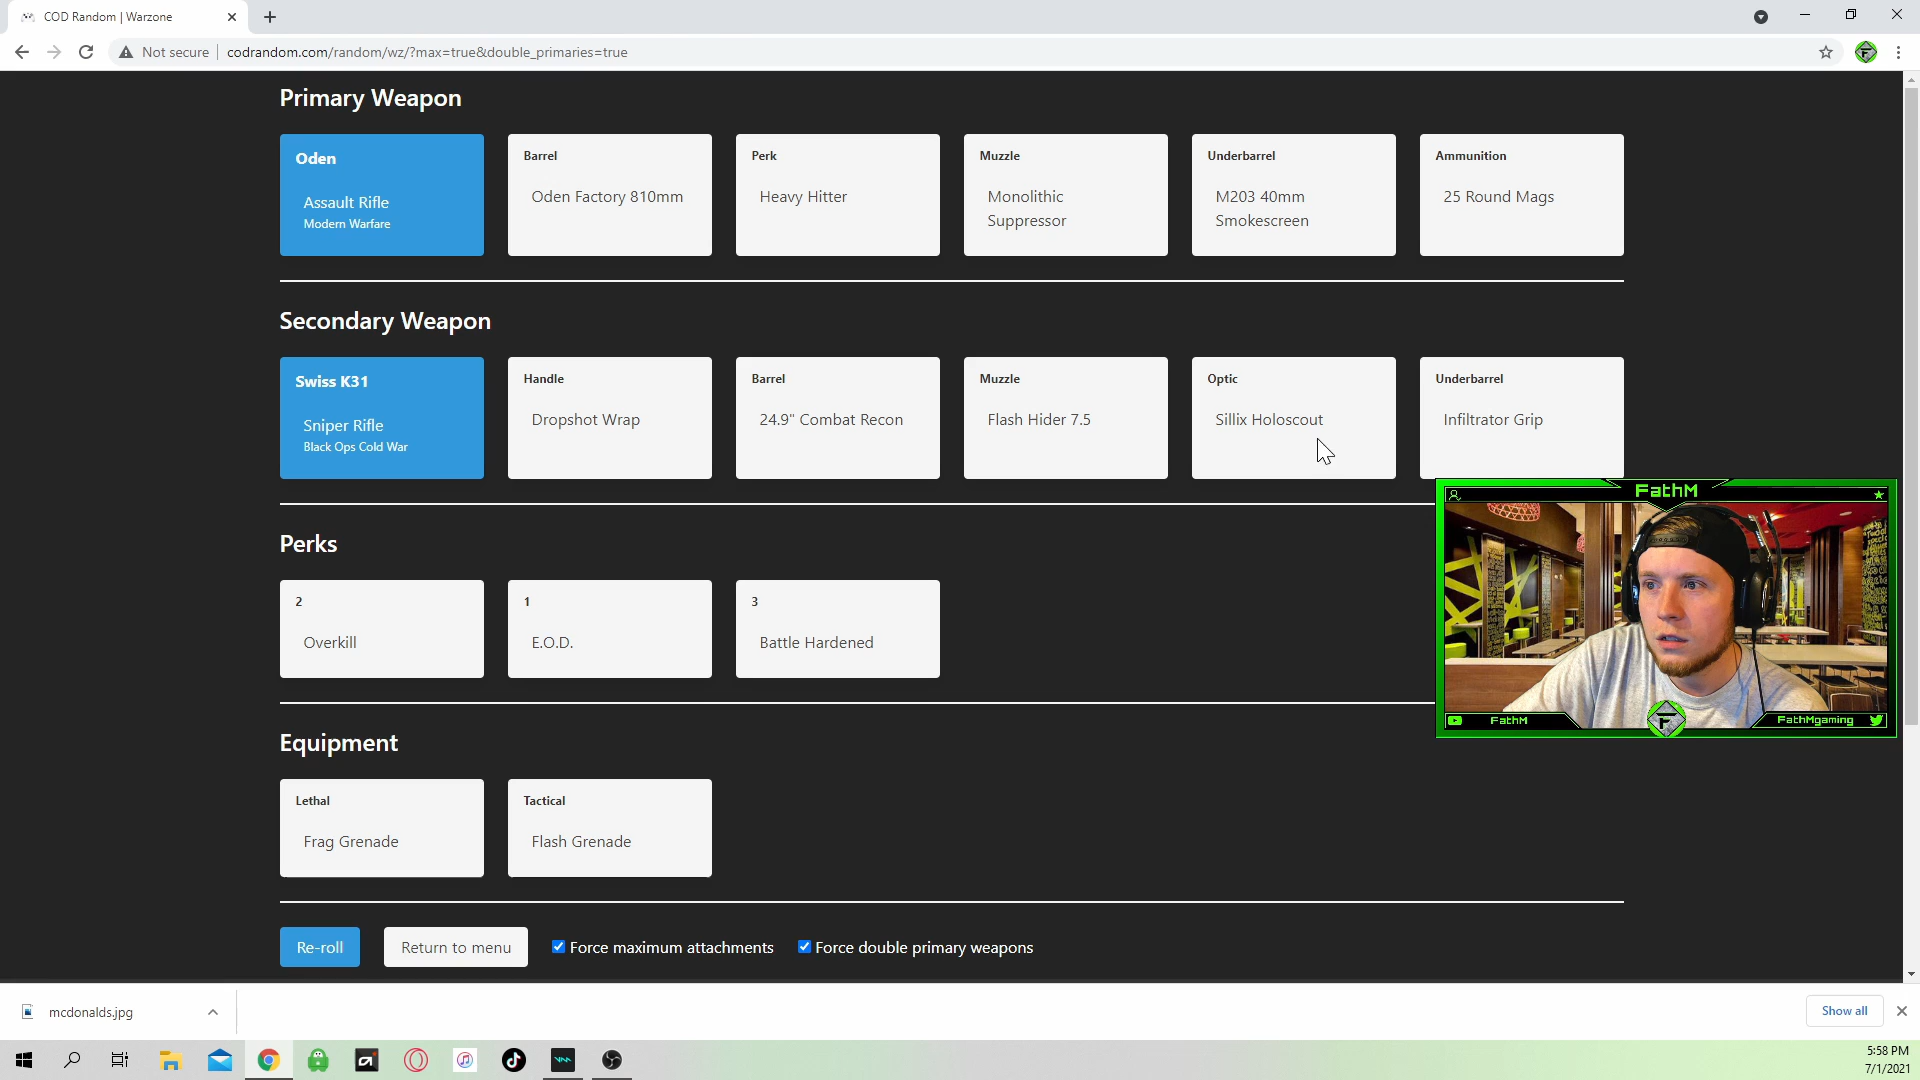 COD Random | Warzone
Not secure
codrandom.com/random/wz/?max=true&double_primaries=true
Primary Weapon
Oden
Assault Rifle
Modern Warfare
Barrel
Oden Factory 810mm
Perk
Heavy Hitter
Muzzle
Monolithic
Suppressor
Underbarrel
M203 40mm
Smokescreen
Ammunition
25 Round Mags
Secondary Weapon
Swiss K31
Sniper Rifle
Black Ops Cold War
Handle
Dropshot Wrap
Barrel
24.9" Combat Recon
Muzzle
Flash Hider 7.5
Optic
Sillix Holoscout
Underbarrel
Infiltrator Grip
FathM
Perks
2
Overkill
1
E.O.D.
3
Battle Hardened
FathM
FathMgaming
Equipment
Lethal
Frag Grenade
Tactical
Flash Grenade
Re-roll
Return to menu
Force maximum attachments
Force double primary weapons
mcdonalds.jpg
Show all
5:58 PM
7/1/2021